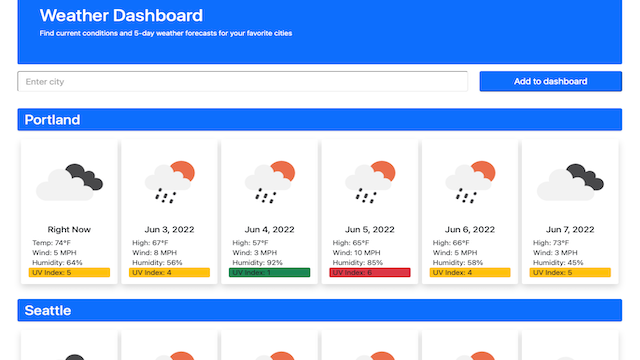 Weather Dashboard
Find current conditions and 5-day weather forecasts for your favorite cities
Enter city
Add to dashboard
Portland
Right Now
Temp: 74°F
Wind: 5 MPH
Humidity: 64%
UV Index: 5
Jun 3, 2022
High: 67°F
Wind: 8 MPH
Humidity: 56%
UV Index: 4
Jun 4, 2022
High: 57°F
Wind: 3 MPH
Humidity: 92%
UV Index: 1
Jun 5, 2022
High: 65°F
Wind: 10 MPH
Humidity: 85%
UV Index: 6
Jun 6, 2022
High: 66°F
Wind: 5 MPH
Humidity: 58%
UV Index: 4
Jun 7, 2022
High: 73°F
Wind: 3 MPH
Humidity: 45%
UV Index: 5
Seattle